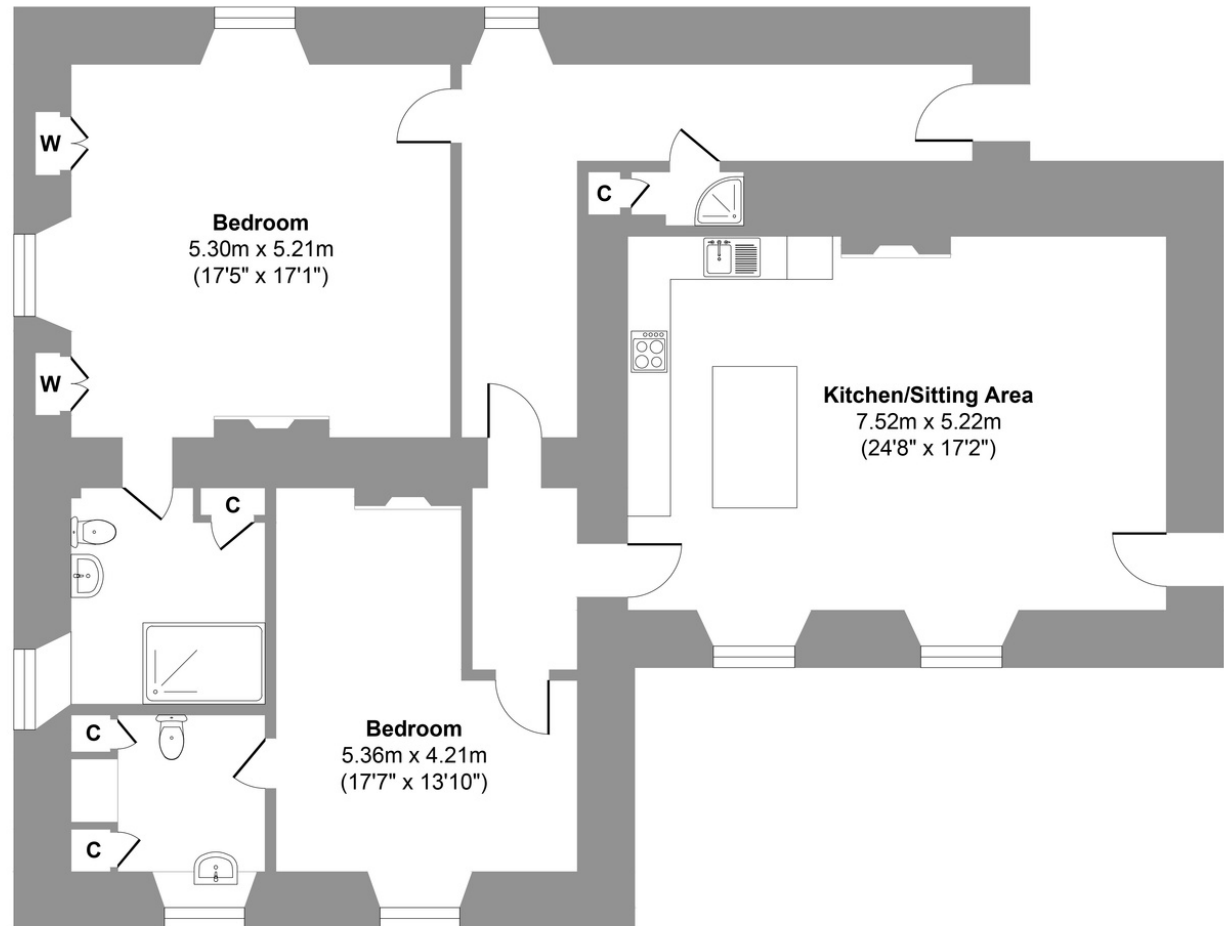 W
Bedroom
5.30m x 5.21m
(17'5" x 17'1")
C
W
Kitchen/Sitting Area
7.52m x 5.22m
(24'8" x 17'2")
C
C
Bedroom
5.36m x 4.21m
(17'7" x 13'10")
C